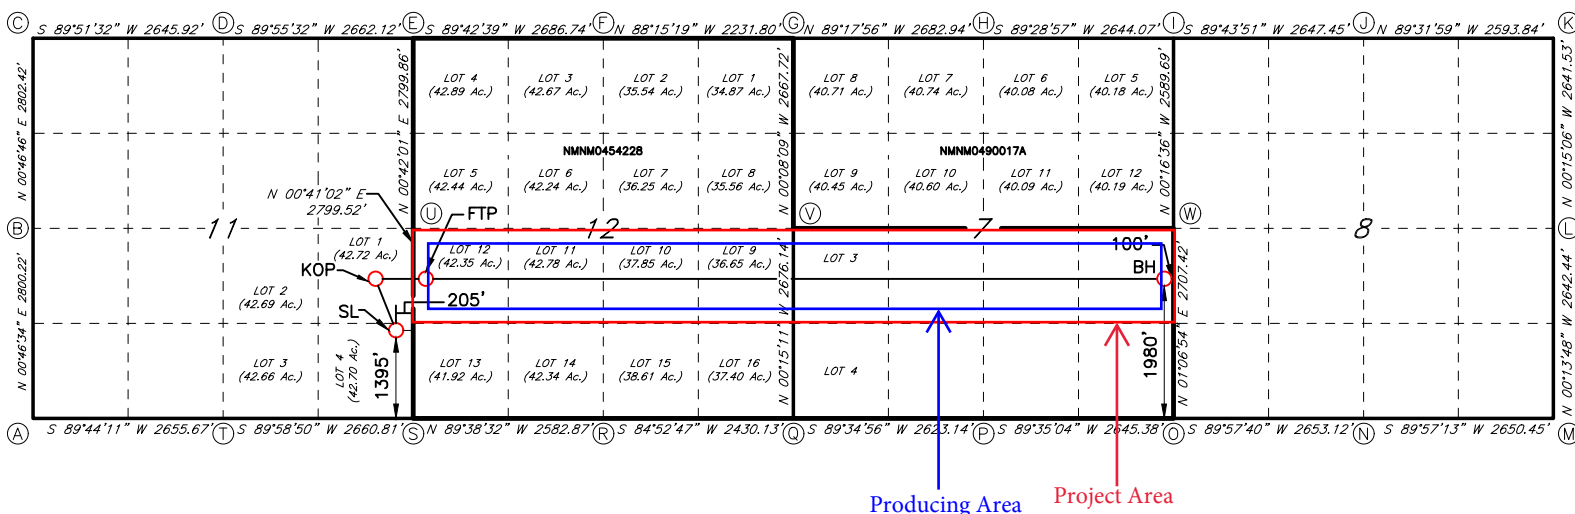 C S 89°51'32" W 2645.92' D S 89°55'32" W 2662.12' E S 89°42'39" W 2686.74' F N 88°15'19" W 2231.80' G N 89°17'56" W 2682.94' H S 89°28'57" W 2644.07' I S 89°43'51" W 2647.45' J N 89°31'59" W 2593.84' K
N 00°46'46" E 2802.42'
N 00°42'01" E 2799.86'
LOT 4
(42.89 Ac.)
LOT 3
(42.67 Ac.)
LOT 2
(35.54 Ac.)
LOT 1
(34.87 Ac.)
N 00°08'09" W 2667.72'
LOT 8
(40.71 Ac.)
LOT 7
(40.74 Ac.)
LOT 6
(40.08 Ac.)
LOT 5
(40.18 Ac.)
N 00°16'36" W 2589.69'
N 00°15'06" W 2641.53'
NMNM0454228
NMNM0490017A
LOT 5
(42.44 Ac.)
LOT 6
(42.24 Ac.)
LOT 7
(36.25 Ac.)
LOT 8
(35.56 Ac.)
LOT 9
(40.45 Ac.)
LOT 10
(40.60 Ac.)
LOT 11
(40.09 Ac.)
LOT 12
(40.19 Ac.)
N 00°41'02" E
2799.52'
U
FTP
V
W
B
11
12
7
8
L
LOT 1
(42.72 Ac.)
LOT 12
(42.35 Ac.)
LOT 11
(42.78 Ac.)
LOT 10
(37.85 Ac.)
LOT 9
(36.65 Ac.)
LOT 3
100'
BH
KOP
LOT 2
(42.69 Ac.)
SL
205'
N 00°46'34" E 2800.22'
N 00°15'11" W 2676.14'
N 01°06'54" E 2707.42'
N 00°13'48" W 2642.44'
LOT 3
(42.66 Ac.)
LOT 4
(42.70 Ac.)
1395'
LOT 13
(41.92 Ac.)
LOT 14
(42.34 Ac.)
LOT 15
(38.61 Ac.)
LOT 16
(37.40 Ac.)
LOT 4
1980'
A S 89°44'11" W 2655.67' T S 89°58'50" W 2660.81' S N 89°38'32" W 2582.87' R S 84°52'47" W 2430.13' Q S 89°34'56" W 2623.14' P S 89°35'04" W 2645.38' O S 89°57'40" W 2653.12' N S 89°57'13" W 2650.45' M
Producing Area
Project Area